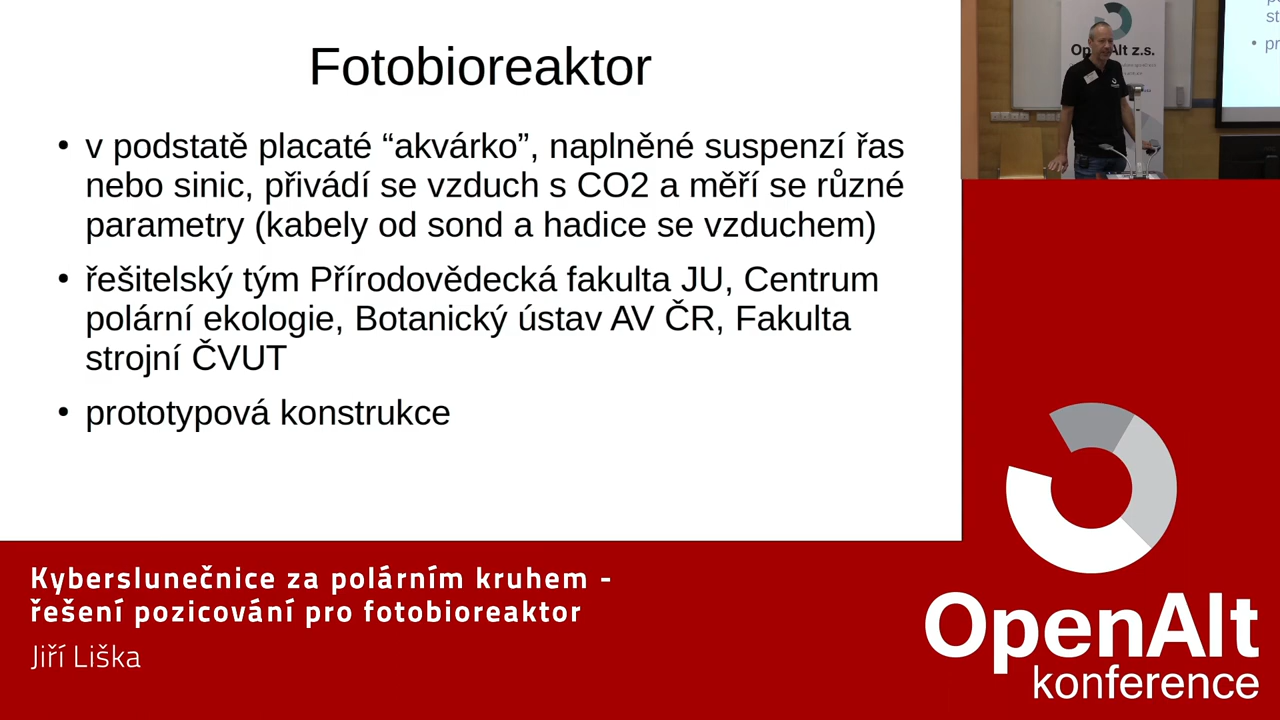 Fotobioreaktor
• v podstatě placaté “akvárko”, naplněné suspenzí řas
nebo sinic, přivádí se vzduch s CO2 a měří se různé
parametry (kabely od sond a hadice se vzduchem)
• řešitelský tým Přírodovědecká fakulta JU, Centrum
polární ekologie, Botanický ústav AV ČR, Fakulta
strojní ČVUT
• prototypová konstrukce
Kyberslunečnice za polárním kruhem -
řešení pozicování pro fotobioreaktor
Jiří Liška
OpenAlt
konference